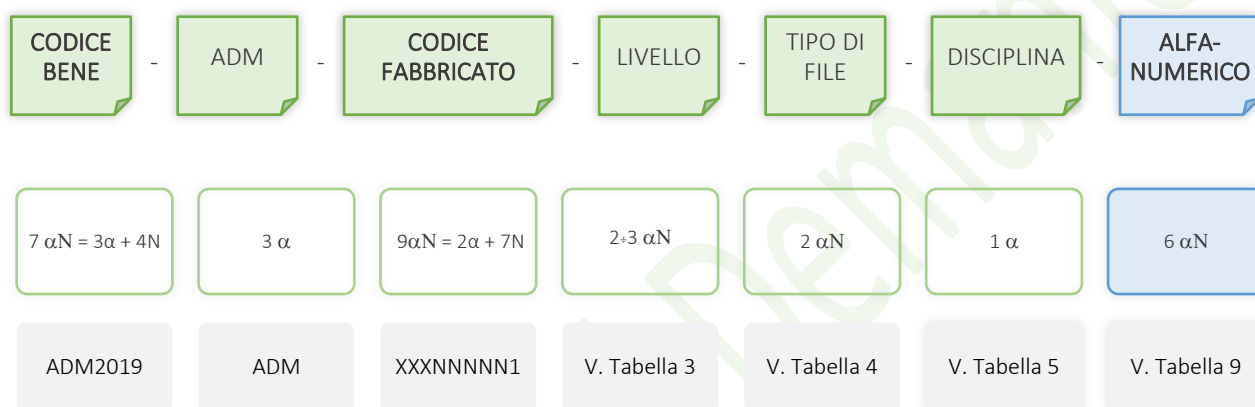 CODICE BENE - ADM - CODICE FABBRICATO - LIVELLO - TIPO DI FILE - DISCIPLINA - ALFA-NUMERICO
7 αN = 3α + 4N
3 α
9αN = 2α + 7N
2÷3 αN
2 αN
1 α
6 αN
ADM2019
ADM
XXXNNNNN1
V. Tabella 3
V. Tabella 4
V. Tabella 5
V. Tabella 9